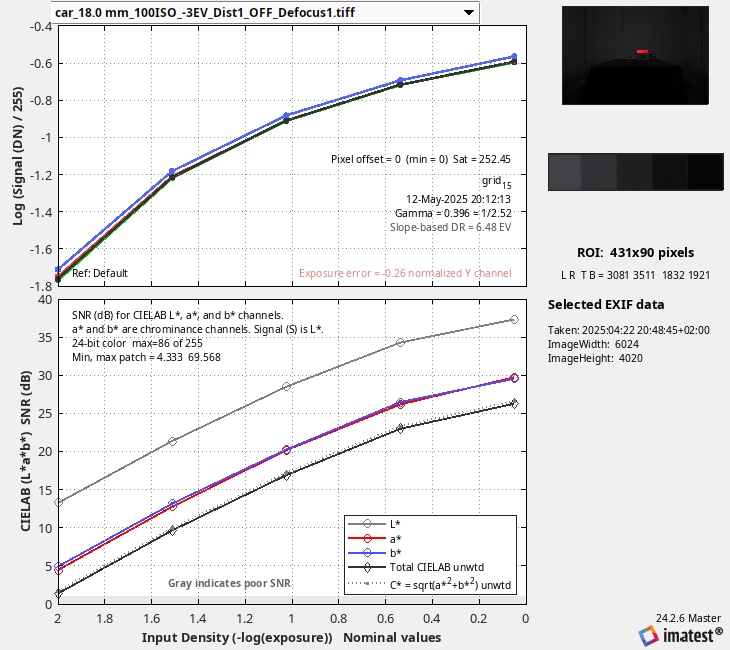 car_18.0 mm_100ISO_-3EV_Dist1_OFF_Defocus1.tiff
-0.4
-0.6
-0.8
-1
-1.2
-1.4
-1.6
-1.8
Log (Signal (DN) / 255)
Pixel offset = 0 (min = 0) Sat = 252.45
grid15
12-May-2025 20:12:13
Gamma = 0.396 = 1/2.52
Slope-based DR = 6.48 EV
Ref: Default
Exposure error = -0.26 normalized Y channel
40
35
30
25
20
15
10
5
0
CIELAB (L*a*b*) SNR (dB)
SNR (dB) for CIELAB L*, a*, and b* channels.
a* and b* are chrominance channels. Signal (S) is L*.
24-bit color max=86 of 255
Min, max patch = 4.333 69.568
L*
a*
b*
Total CIELAB unwtd
C* = sqrt(a*2+b*2) unwtd
Gray indicates poor SNR
2 1.8 1.6 1.4 1.2 1 0.8 0.6 0.4 0.2 0
Input Density (-log(exposure)) Nominal values
ROI: 431x90 pixels
L R T B = 3081 3511 1832 1921
Selected EXIF data
Taken: 2025:04:22 20:48:45+02:00
ImageWidth: 6024
ImageHeight: 4020
24.2.6 Master
imatest®